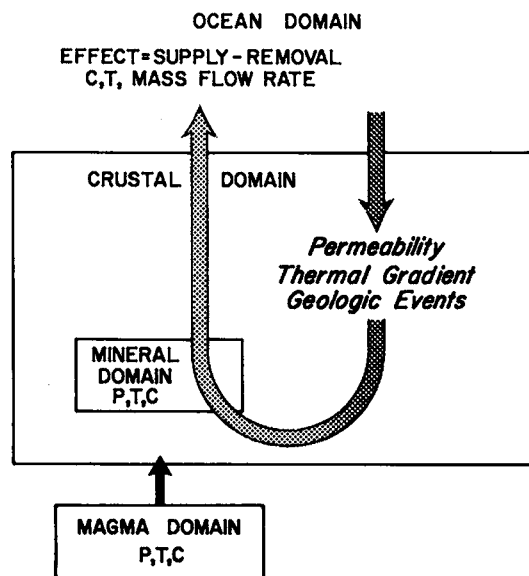 OCEAN DOMAIN
EFFECT=SUPPLY-REMOVAL
C,T, MASS FLOW RATE
CRUSTAL DOMAIN
Permeability
Thermal Gradient
Geologic Events
MINERAL
DOMAIN
P,T,C
MAGMA DOMAIN
P,T,C